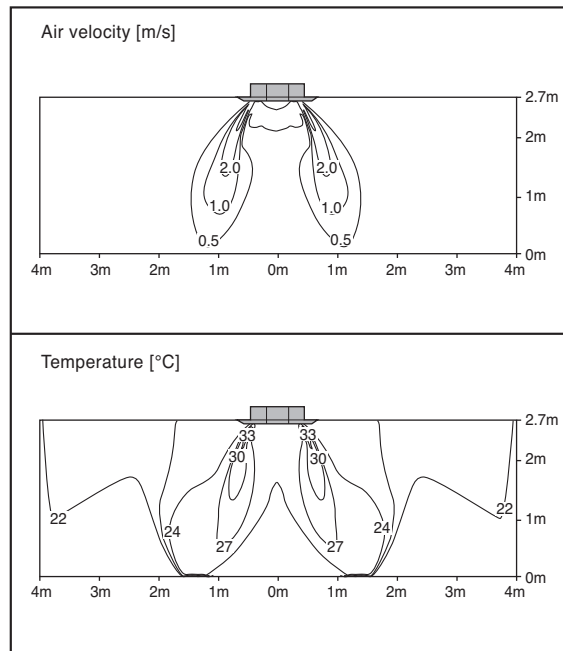 Air velocity [m/s]
2.7m
2m
2.0 2.0
1m
1.0 1.0
0.5 0.5
0m
4m 3m 2m 1m 0m 1m 2m 3m 4m
Temperature [°C]
2.7m
33 33
30 30
2m
22 22
1m
24 24
27 27
0m
4m 3m 2m 1m 0m 1m 2m 3m 4m